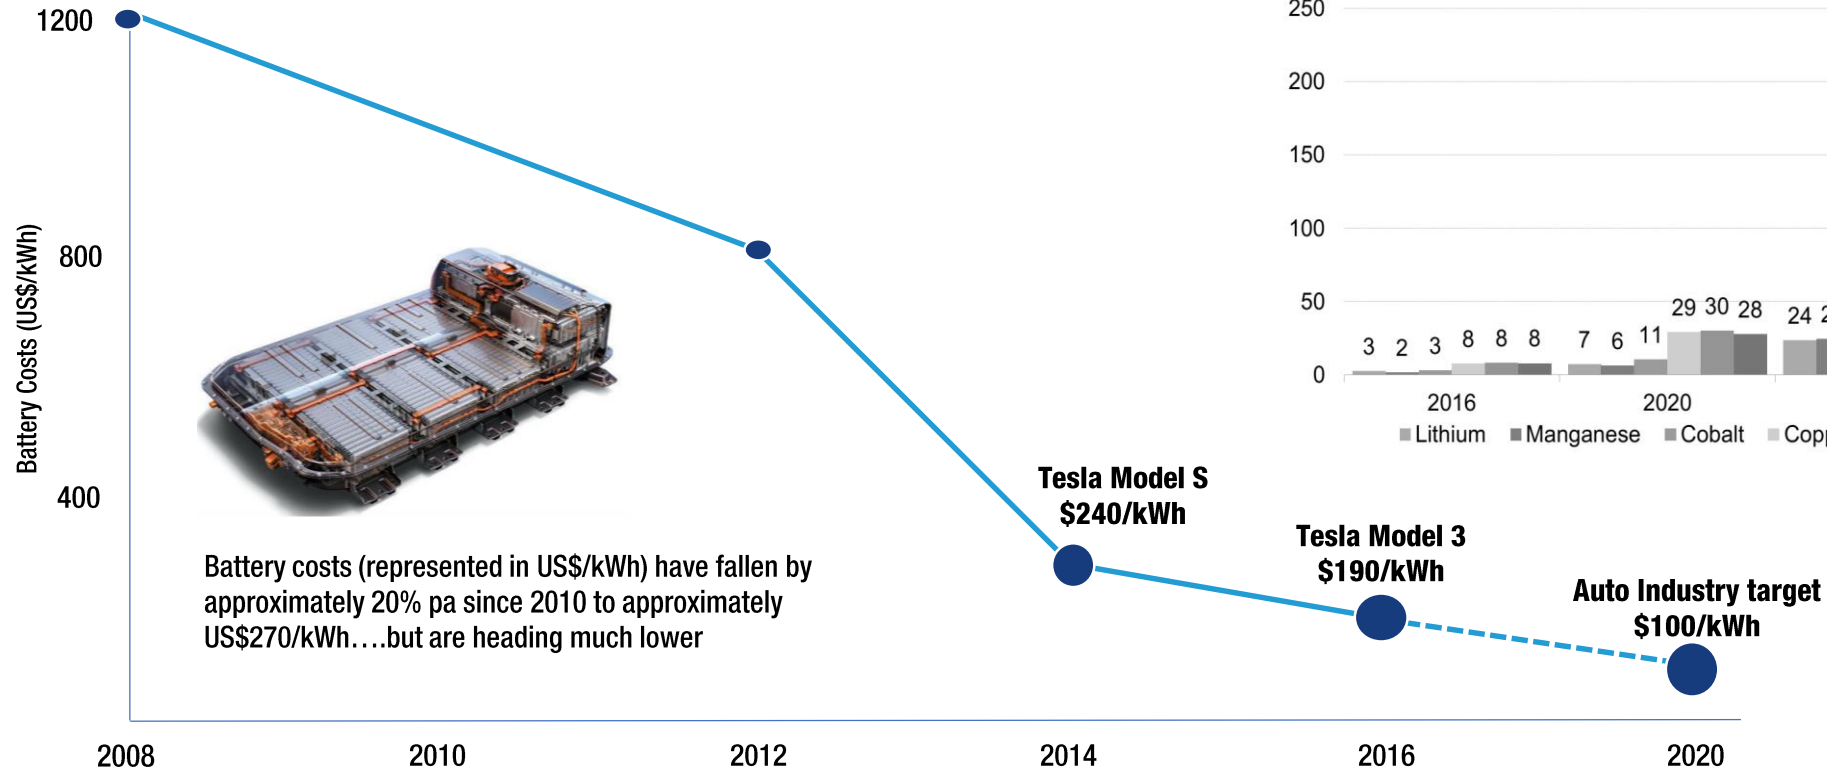 1200
800
400
Battery Costs (US$/kWh)
Battery costs (represented in US$/kWh) have fallen by
approximately 20% pa since 2010 to approximately
US$270/kWh….but are heading much lower
Tesla Model S
$240/kWh
Tesla Model 3
$190/kWh
Auto Industry target
$100/kWh
2008 2010 2012 2014 2016 2020
250
200
150
100
50
0
3 2 3 8 8 8 7 6 11 29 30 28 24
2016 2020
Lithium Manganese Cobalt